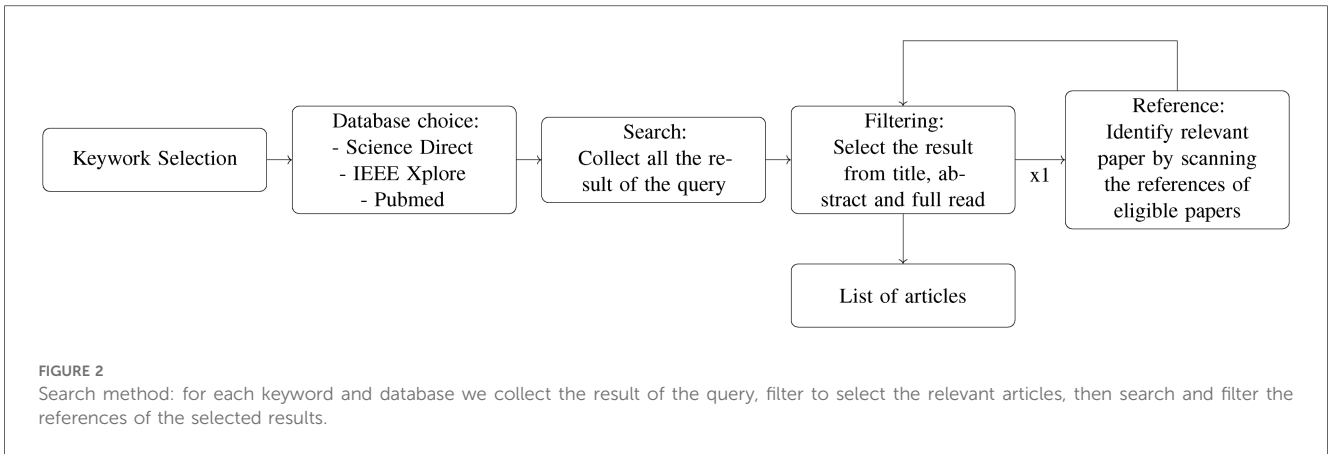 Keywork Selection
Database choice:
- Science Direct
- IEEE Xplore
- Pubmed
Search:
Collect all the re-
sult of the query
Filtering:
Select the result
from title, ab-
stract and full read
x1
Reference:
Identify relevant
paper by scanning
the references of
eligible papers
List of articles
FIGURE 2
Search method: for each keyword and database we collect the result of the query, filter to select the relevant articles, then search and filter the
references of the selected results.